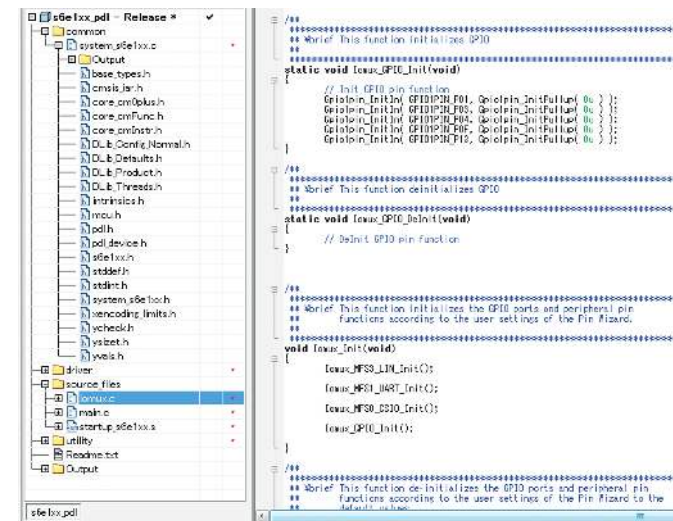 s6e1xx_pdl - Release *
common
system_s6e1xx.c
Output
base_types.h
cmsis_iar.h
core_cm0plus.h
core_cmFunc.h
core_cmInstr.h
DLib_Config_Normal.h
DLib_Defaults.h
DLib_Product.h
DLib_Threads.h
intrinsics.h
mcu.h
pdl.h
pdl_device.h
s6e1xx.h
stddef.h
stdint.h
system_s6e1xx.h
xencoding_limits.h
ycheck.h
ysizet.h
yvals.h
driver
source_files
iomux.c
main.c
startup_s6e1xx.s
utility
Readme.txt
Output
s6e1xx_pdl
/**
** \brief This function initializes GPIO
**
static void Iomux_GPIO_Init(void)
{
// Init GPIO pin function
Gpio1pin_InitIn( GPIO1PIN_P01, Gpio1pin_InitPullup( 0u ) );
Gpio1pin_InitIn( GPIO1PIN_P03, Gpio1pin_InitPullup( 0u ) );
Gpio1pin_InitIn( GPIO1PIN_P04, Gpio1pin_InitPullup( 0u ) );
Gpio1pin_InitIn( GPIO1PIN_P0F, Gpio1pin_InitPullup( 0u ) );
Gpio1pin_InitIn( GPIO1PIN_P12, Gpio1pin_InitPullup( 0u ) );
}
/**
** \brief This function deinitializes GPIO
**
static void Iomux_GPIO_DeInit(void)
{
// DeInit GPIO pin function
}
/**
** \brief This function initializes the GPIO ports and peripheral pin
** functions according to the user settings of the Pin Wizard.
**
void Iomux_Init(void)
{
Iomux_MFS3_LIN_Init();
Iomux_MFS1_UART_Init();
Iomux_MFS0_CSIO_Init();
Iomux_GPIO_Init();
}
/**
** \brief This function de-initializes the GPIO ports and peripheral pin
** functions according to the user settings of the Pin Wizard to the
** default values